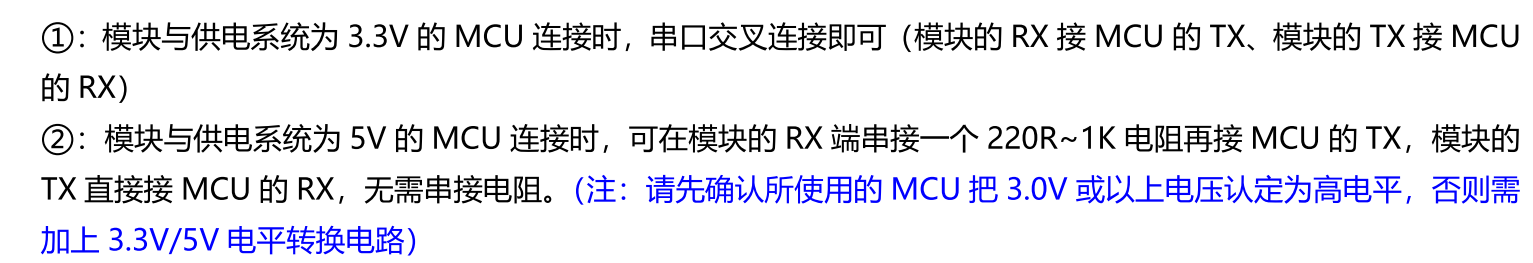 ①：模块与供电系统为 3.3V 的 MCU 连接时，串口交叉连接即可（模块的 RX 接 MCU 的 TX、模块的 TX 接 MCU
的 RX）
②：模块与供电系统为 5V 的 MCU 连接时，可在模块的 RX 端串接一个 220R~1K 电阻再接 MCU 的 TX，模块的
TX 直接接 MCU 的 RX，无需串接电阻。（注：请先确认所使用的 MCU 把 3.0V 或以上电压认定为高电平，否则需
加上 3.3V/5V 电平转换电路）